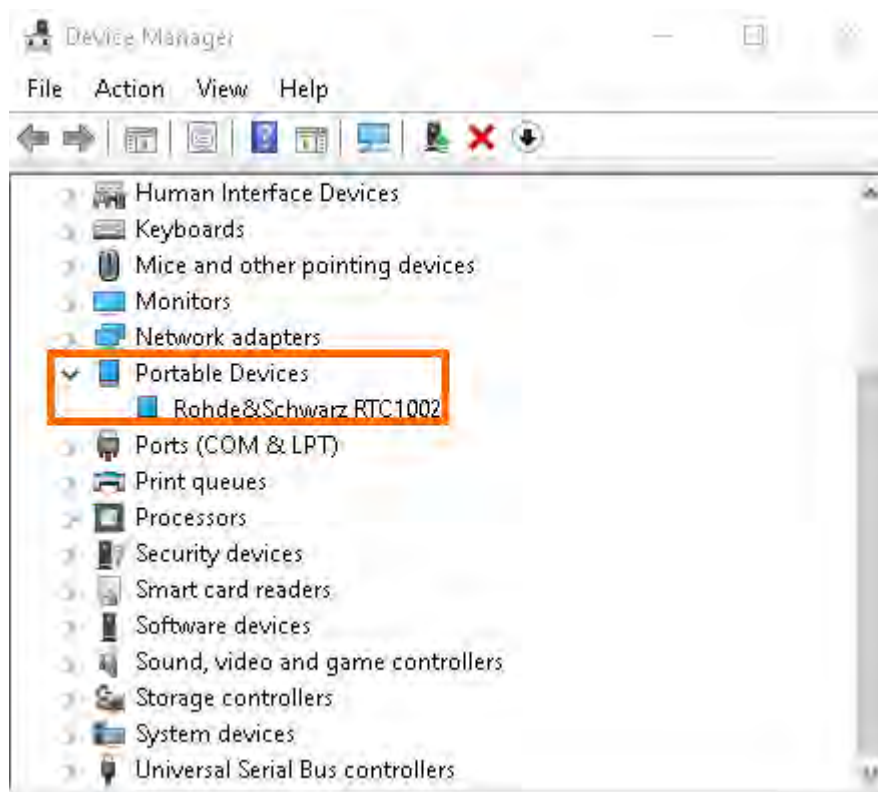 Device Manager
File Action View Help
Human Interface Devices
Keyboards
Mice and other pointing devices
Monitors
Network adapters
Portable Devices
Rohde&Schwarz RTC1002
Ports (COM & LPT)
Print queues
Processors
Security devices
Smart card readers
Software devices
Sound, video and game controllers
Storage controllers
System devices
Universal Serial Bus controllers